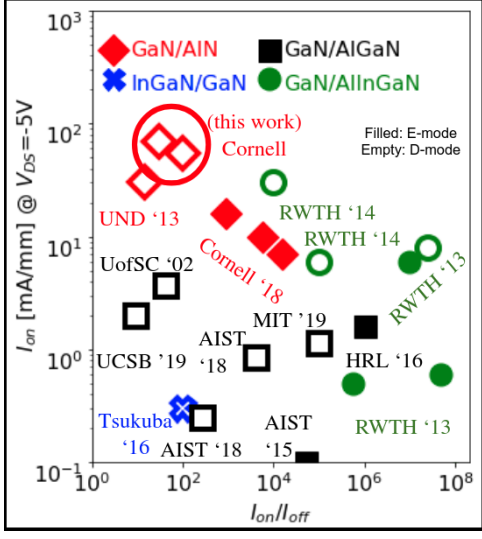 GaN/AlN
GaN/AlGaN
InGaN/GaN
GaN/AlInGaN
(this work)
Cornell
Filled: E-mode
Empty: D-mode
UND ‘13
RWTH ‘14
RWTH ‘14
Cornell ‘18
RWTH ‘13
UofSC ‘02
UCSB ‘19
AIST
‘18
MIT ‘19
HRL ‘16
Tsukuba
‘16
AIST ‘18
AIST
‘15
RWTH ‘13
10³
10²
10¹
10⁰
10⁻¹
I_on [mA/mm] @ V_DS=-5V
10⁰
10²
10⁴
10⁶
10⁸
I_on/I_off